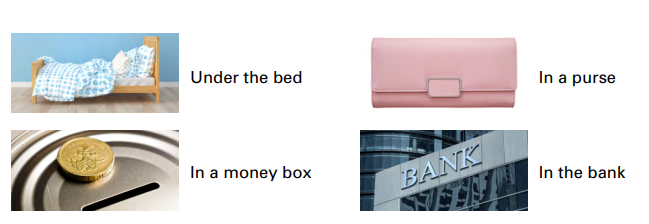 Under the bed
In a purse
In a money box
BANK
In the bank